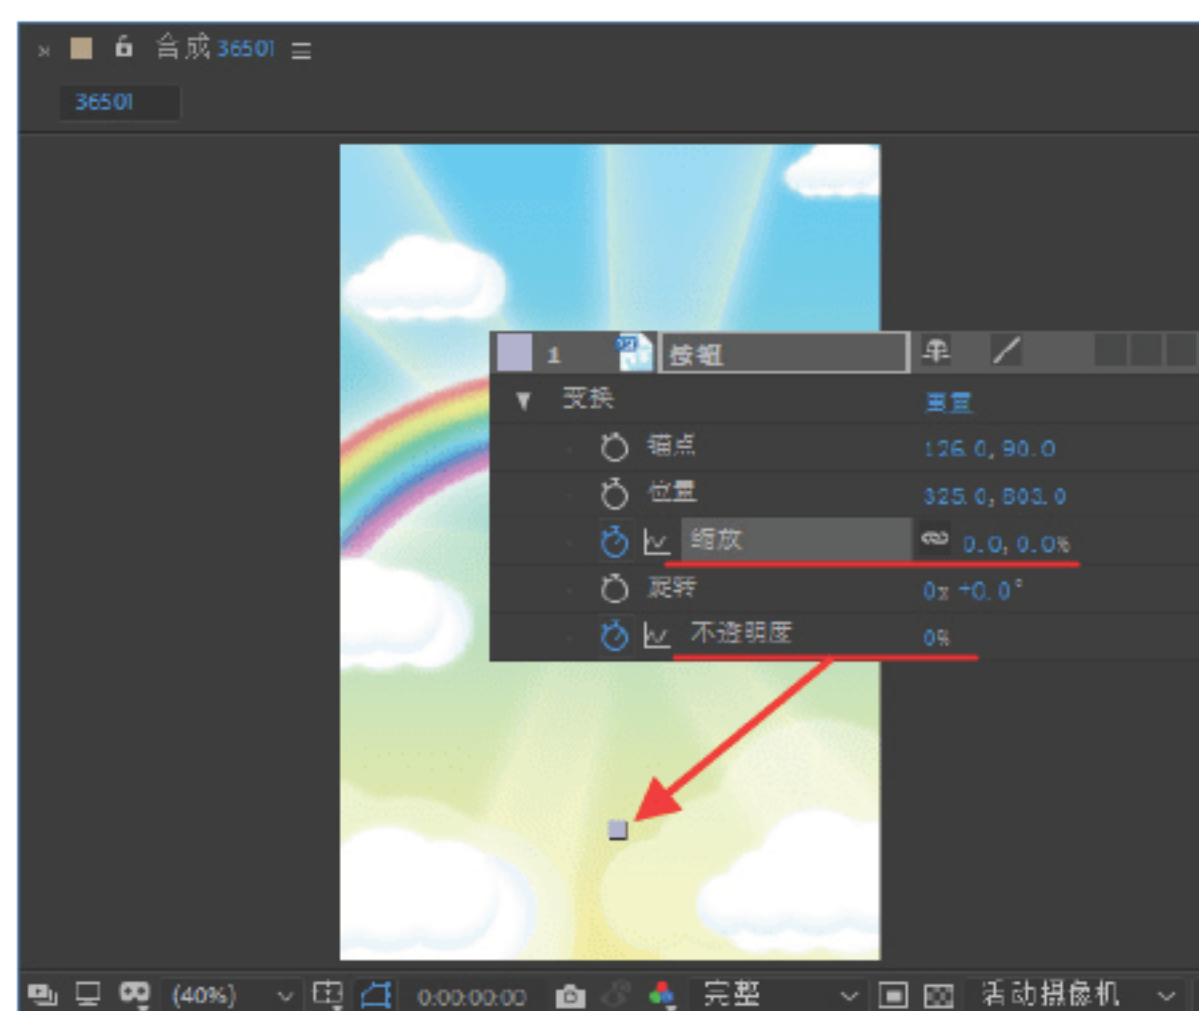 合成 36501
36501
1 按钮
变换 重置
锚点 126.0, 90.0
位置 325.0, 803.0
缩放 0.0, 0.0%
旋转 0x +0.0°
不透明度 0%
(40%) 0:00:00:00 完整 活动摄像机